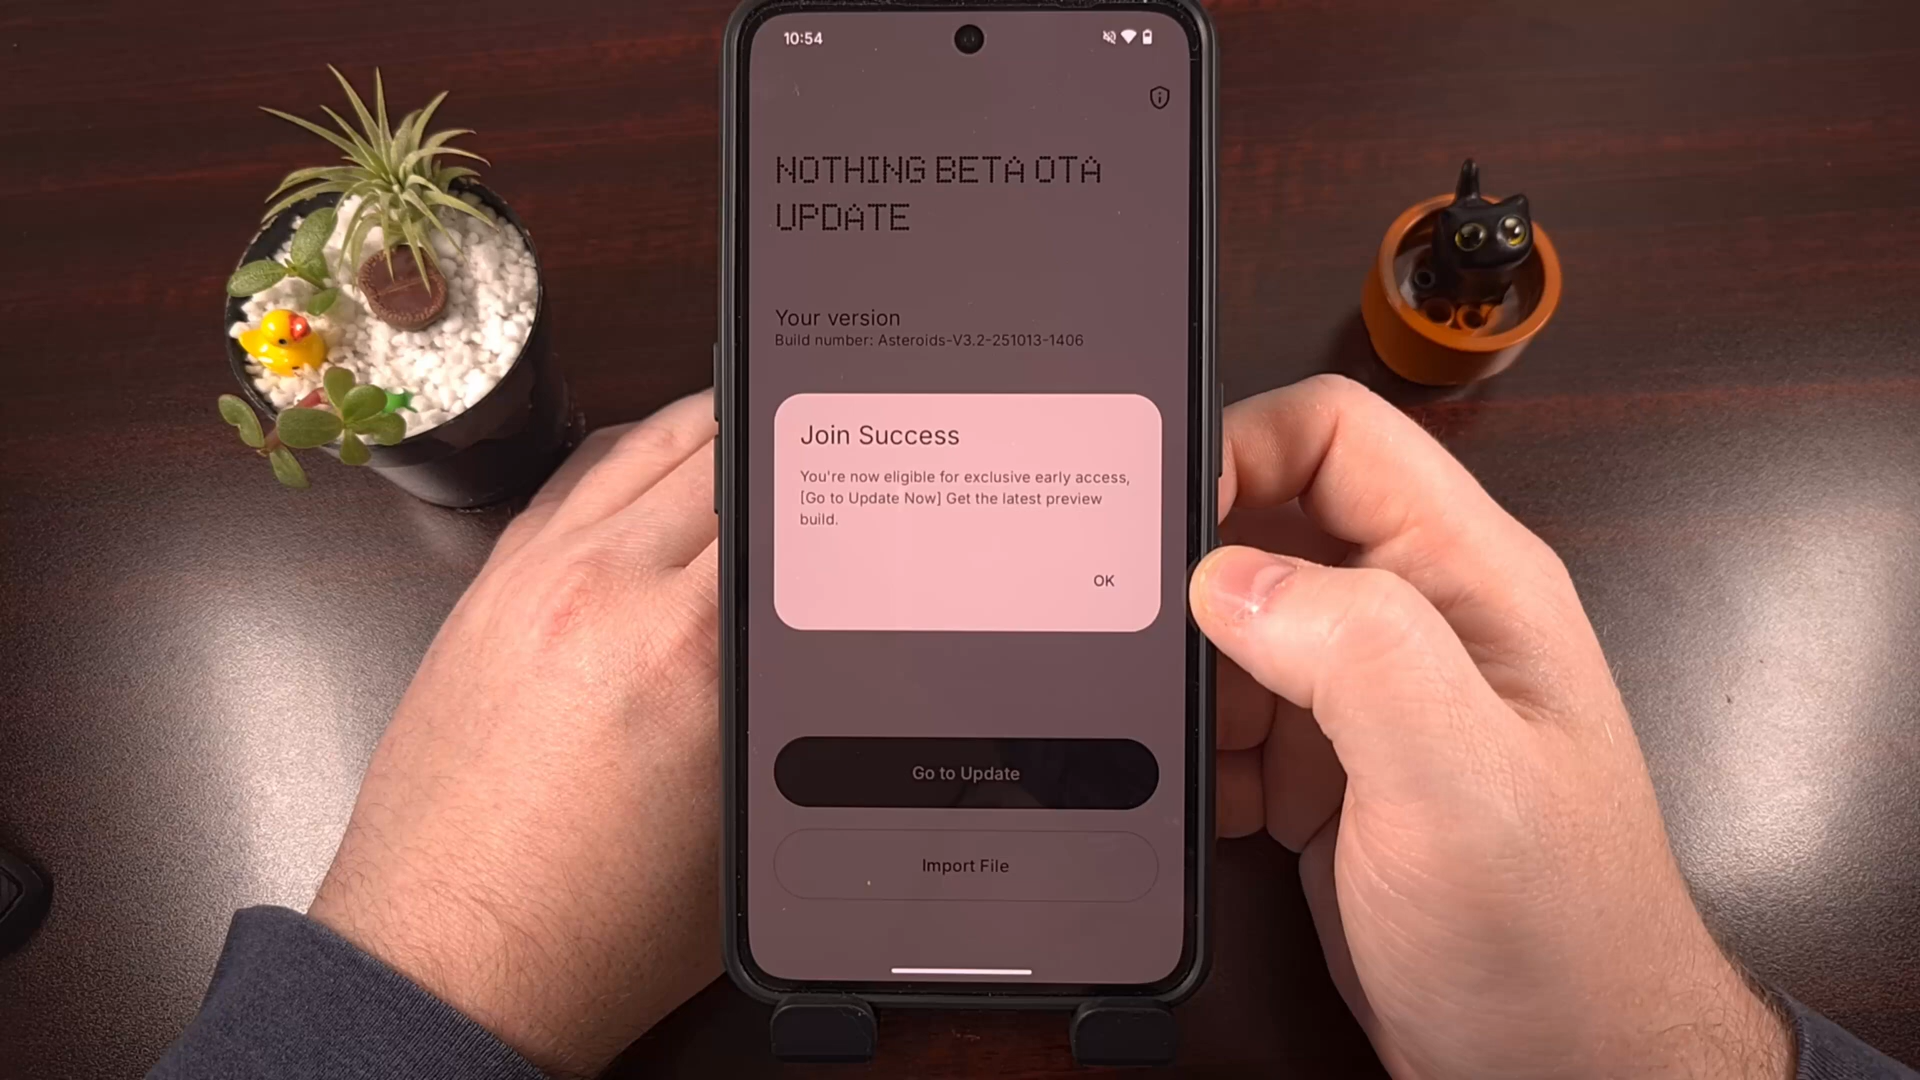 10:54
NOTHING BETA OTA
UPDATE
Your version
Build number: Asteroids-V3.2-251013-1406
Join Success
You're now eligible for exclusive early access,
[Go to Update Now] Get the latest preview
build.
OK
Go to Update
Import File